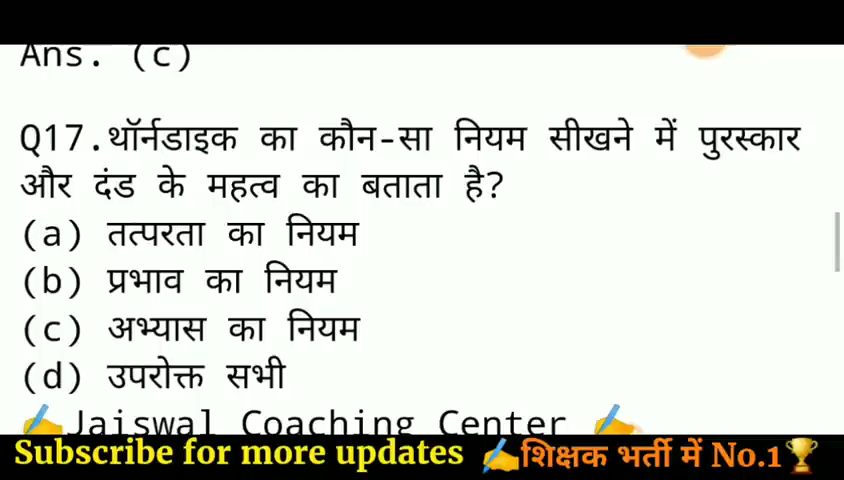 Ans. (c)
Q17.थॉर्नडाइक का कौन-सा नियम सीखने में पुरस्कार
और दंड के महत्व का बताता है?
(a) तत्परता का नियम
(b) प्रभाव का नियम
(c) अभ्यास का नियम
(d) उपरोक्त सभी
✍️Jaiswal Coaching Center ✍️
Subscribe for more updates ✍️शिक्षक भर्ती में No.1🏆